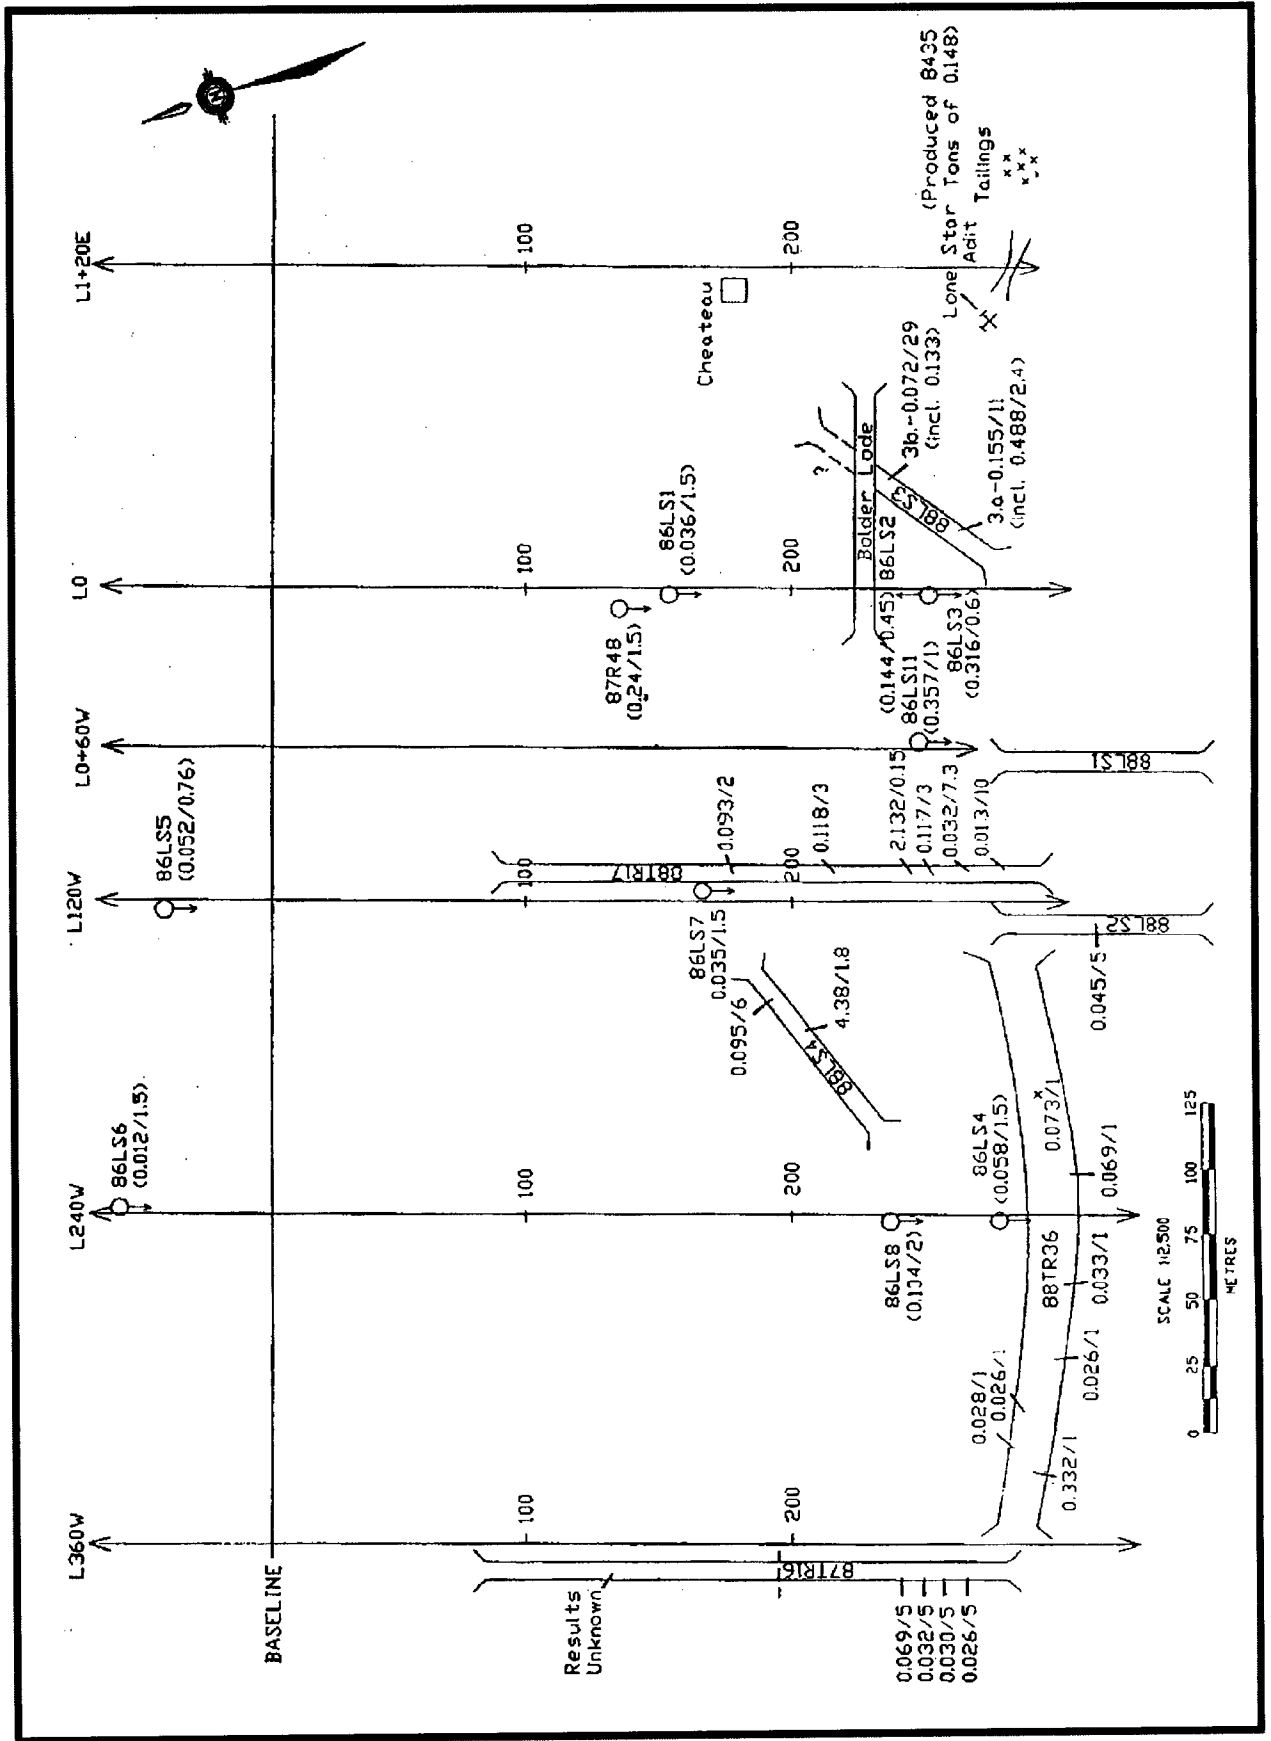 N
L360W
L240W
L120W
L0+60W
L0
L1+20E
BASELINE
86LS6
(0.012/1.5)
86LS5
(0.052/0.76)
100
100
100
100
100
87R48
(0.24/1.5)
86LS1
(0.036/1.5)
Cheateau
Results
Unknown
87TR16
0.069/5
0.032/5
0.030/5
0.026/5
200
200
200
200
200
0.095/6
4.38/1.8
88LS4
86LS7
0.035/1.5
88TR17
0.093/2
0.118/3
2.132/0.15
0.117/3
0.032/7.3
0.013/10
86LS8
(0.134/2)
86LS4
(0.058/1.5)
(0.144/0.45) 86LS2
86LS11
(0.357/1)
86LS3
(0.316/0.6)
Bolder Lode
?
88LS3
3b.-0.072/29
(incl. 0.133)
3.a-0.155/11
(incl. 0.488/2.4)
(Produced 8435
Lone Star Tons of 0.148)
Adit Tailings
88LS1
88LS2
0.045/5
0.028/1
0.026/1
88TR36
0.073/1
0.069/1
0.033/1
0.026/1
0.332/1
SCALE 1:2,500
0 25 50 75 100 125
METRES